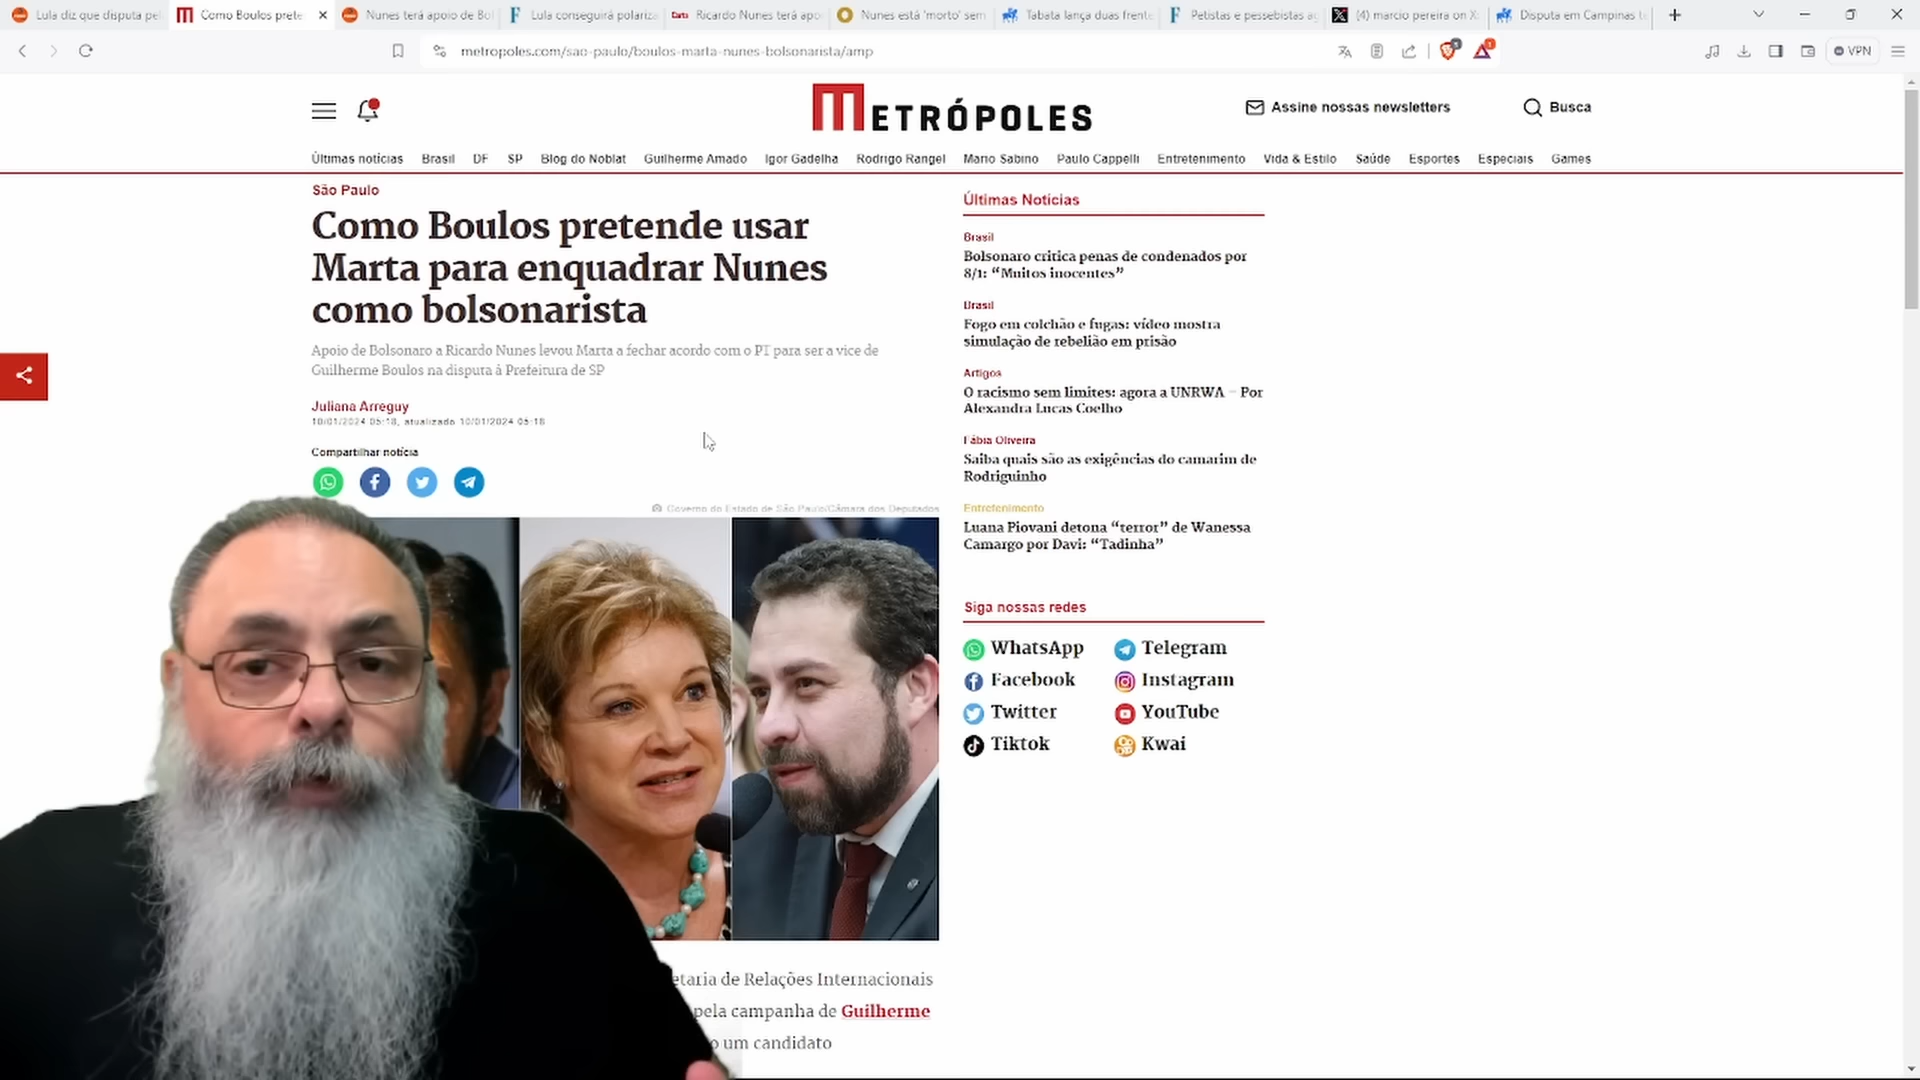 Lula diz que disputa pel
Como Boulos prete
Nunes terá apoio de Bol
Lula conseguirá polariza
Ricardo Nunes terá apo
Nunes está 'morto' sem
Tabata lança duas frent
Petistas e pessebistas a
(4) marcio pereira on X:
Disputa em Campinas t
metropoles.com/sao-paulo/boulos-marta-nunes-bolsonarista/amp
VPN
METRÓPOLES
Assine nossas newsletters
Busca
Últimas notícias Brasil DF SP Blog do Noblat Guilherme Amado Igor Gadelha Rodrigo Rangel Mario Sabino Paulo Cappelli Entretenimento Vida & Estilo Saúde Esportes Especiais Games
São Paulo
Como Boulos pretende usar
Marta para enquadrar Nunes
como bolsonarista
Apoio de Bolsonaro a Ricardo Nunes levou Marta a fechar acordo com o PT para ser a vice de
Guilherme Boulos na disputa à Prefeitura de SP
Juliana Arreguy
10/01/2024 05:18, atualizado 10/01/2024 05:18
Compartilhar notícia
Governo do Estado de São Paulo/Câmara dos Deputados
etaria de Relações Internacionais
pela campanha de Guilherme
o um candidato
Últimas Notícias
Brasil
Bolsonaro critica penas de condenados por
8/1: “Muitos inocentes”
Brasil
Fogo em colchão e fugas: vídeo mostra
simulação de rebelião em prisão
Artigos
O racismo sem limites: agora a UNRWA – Por
Alexandra Lucas Coelho
Fábia Oliveira
Saiba quais são as exigências do camarim de
Rodriguinho
Entretenimento
Luana Piovani detona “terror” de Wanessa
Camargo por Davi: “Tadinha”
Siga nossas redes
WhatsApp Telegram
Facebook Instagram
Twitter YouTube
Tiktok Kwai